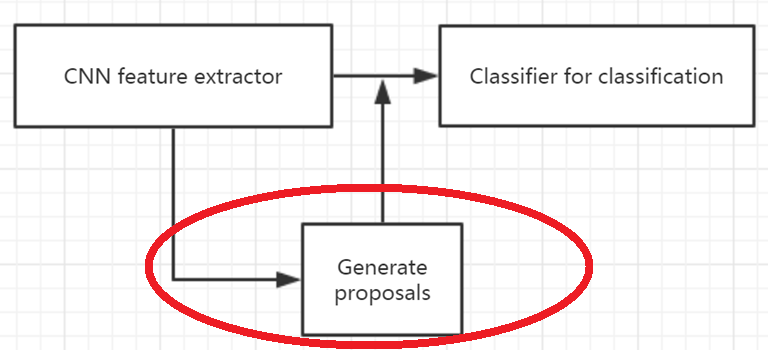 CNN feature extractor
Classifier for classification
Generate
proposals